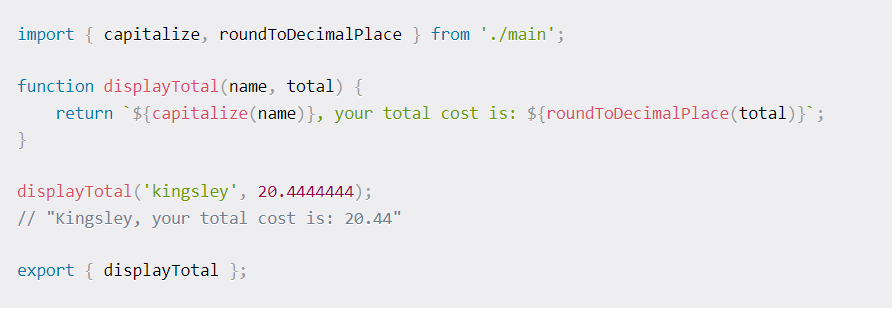 import { capitalize, roundToDecimalPlace } from './main';
function displayTotal(name, total) {
return `${capitalize(name)}, your total cost is: ${roundToDecimalPlace(total)}`;
}
displayTotal('kingsley', 20.4444444);
// "Kingsley, your total cost is: 20.44"
export { displayTotal };